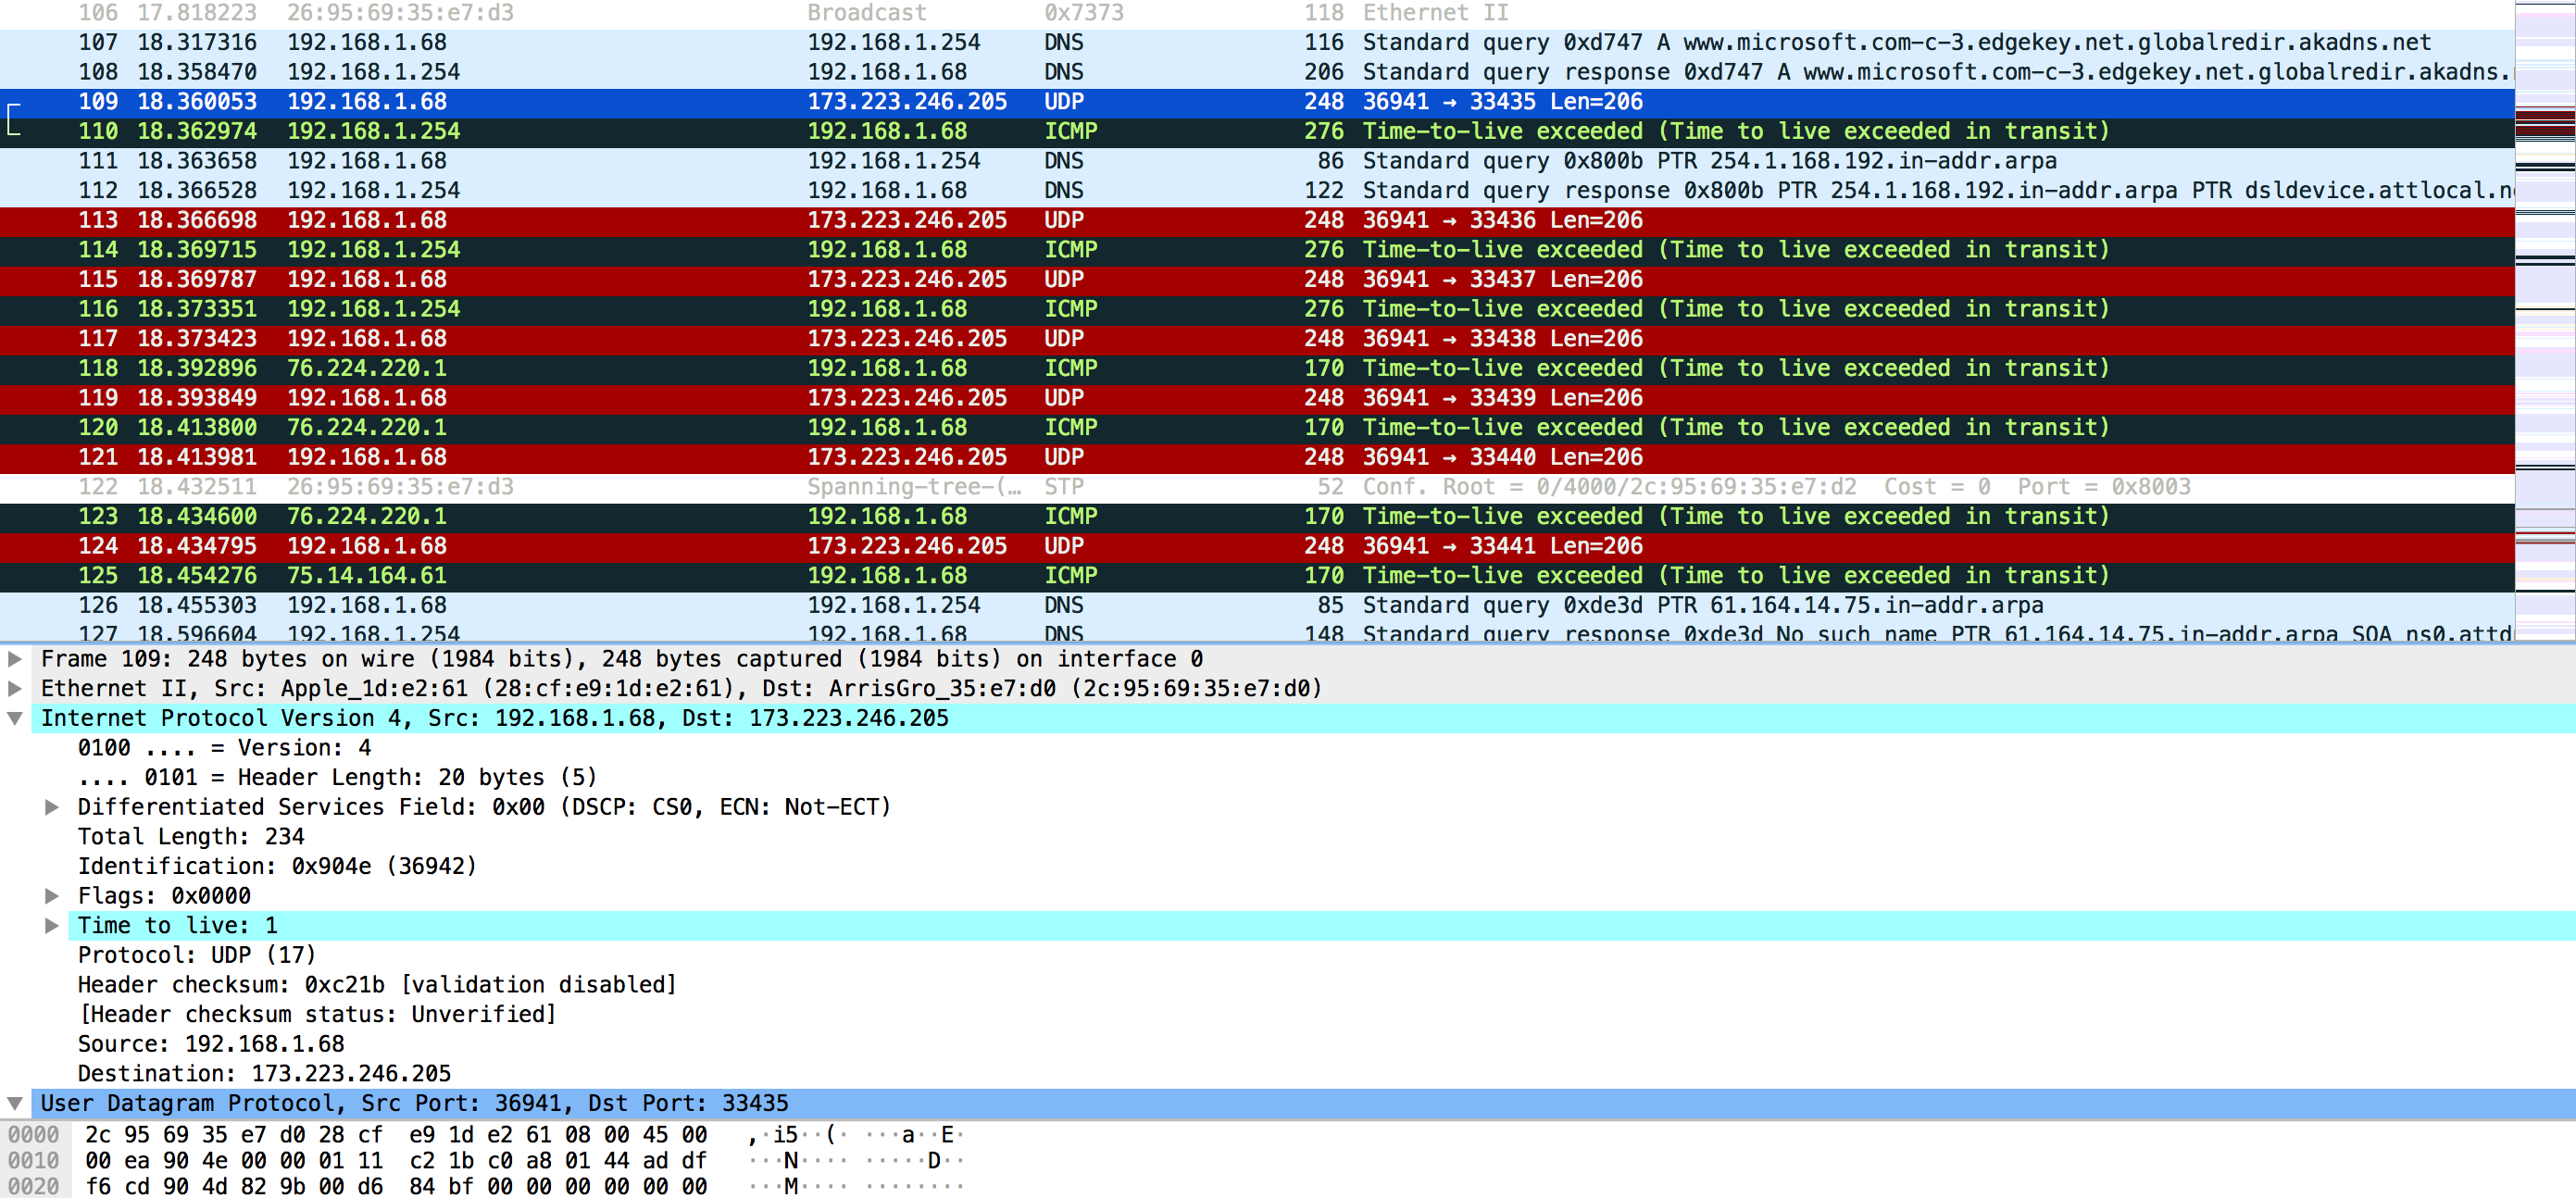 106 17.818223 26:95:69:35:e7:d3 Broadcast 0x7373 118 Ethernet II
107 18.317316 192.168.1.68 192.168.1.254 DNS 116 Standard query 0xd747 A www.microsoft.com-c-3.edgekey.net.globalredir.akadns.net
108 18.358470 192.168.1.254 192.168.1.68 DNS 206 Standard query response 0xd747 A www.microsoft.com-c-3.edgekey.net.globalredir.akadns.
109 18.360053 192.168.1.68 173.223.246.205 UDP 248 36941 → 33435 Len=206
110 18.362974 192.168.1.254 192.168.1.68 ICMP 276 Time-to-live exceeded (Time to live exceeded in transit)
111 18.363658 192.168.1.68 192.168.1.254 DNS 86 Standard query 0x800b PTR 254.1.168.192.in-addr.arpa
112 18.366528 192.168.1.254 192.168.1.68 DNS 122 Standard query response 0x800b PTR 254.1.168.192.in-addr.arpa PTR dsldevice.attlocal.n
113 18.366698 192.168.1.68 173.223.246.205 UDP 248 36941 → 33436 Len=206
114 18.369715 192.168.1.254 192.168.1.68 ICMP 276 Time-to-live exceeded (Time to live exceeded in transit)
115 18.369787 192.168.1.68 173.223.246.205 UDP 248 36941 → 33437 Len=206
116 18.373351 192.168.1.254 192.168.1.68 ICMP 276 Time-to-live exceeded (Time to live exceeded in transit)
117 18.373423 192.168.1.68 173.223.246.205 UDP 248 36941 → 33438 Len=206
118 18.392896 76.224.220.1 192.168.1.68 ICMP 170 Time-to-live exceeded (Time to live exceeded in transit)
119 18.393849 192.168.1.68 173.223.246.205 UDP 248 36941 → 33439 Len=206
120 18.413800 76.224.220.1 192.168.1.68 ICMP 170 Time-to-live exceeded (Time to live exceeded in transit)
121 18.413981 192.168.1.68 173.223.246.205 UDP 248 36941 → 33440 Len=206
122 18.432511 26:95:69:35:e7:d3 Spanning-tree-(… STP 52 Conf. Root = 0/4000/2c:95:69:35:e7:d2 Cost = 0 Port = 0x8003
123 18.434600 76.224.220.1 192.168.1.68 ICMP 170 Time-to-live exceeded (Time to live exceeded in transit)
124 18.434795 192.168.1.68 173.223.246.205 UDP 248 36941 → 33441 Len=206
125 18.454276 75.14.164.61 192.168.1.68 ICMP 170 Time-to-live exceeded (Time to live exceeded in transit)
126 18.455303 192.168.1.68 192.168.1.254 DNS 85 Standard query 0xde3d PTR 61.164.14.75.in-addr.arpa
127 18.596604 192.168.1.254 192.168.1.68 DNS 148 Standard query response 0xde3d No such name PTR 61.164.14.75.in-addr.arpa SOA ns0.attd
Frame 109: 248 bytes on wire (1984 bits), 248 bytes captured (1984 bits) on interface 0
Ethernet II, Src: Apple_1d:e2:61 (28:cf:e9:1d:e2:61), Dst: ArrisGro_35:e7:d0 (2c:95:69:35:e7:d0)
Internet Protocol Version 4, Src: 192.168.1.68, Dst: 173.223.246.205
0100 .... = Version: 4
.... 0101 = Header Length: 20 bytes (5)
Differentiated Services Field: 0x00 (DSCP: CS0, ECN: Not-ECT)
Total Length: 234
Identification: 0x904e (36942)
Flags: 0x0000
Time to live: 1
Protocol: UDP (17)
Header checksum: 0xc21b [validation disabled]
[Header checksum status: Unverified]
Source: 192.168.1.68
Destination: 173.223.246.205
User Datagram Protocol, Src Port: 36941, Dst Port: 33435
0000 2c 95 69 35 e7 d0 28 cf e9 1d e2 61 08 00 45 00 ,·i5··(· ···a··E·
0010 00 ea 90 4e 00 00 01 11 c2 1b c0 a8 01 44 ad df ···N···· ·····D··
0020 f6 cd 90 4d 82 9b 00 d6 84 bf 00 00 00 00 00 00 ···M···· ········